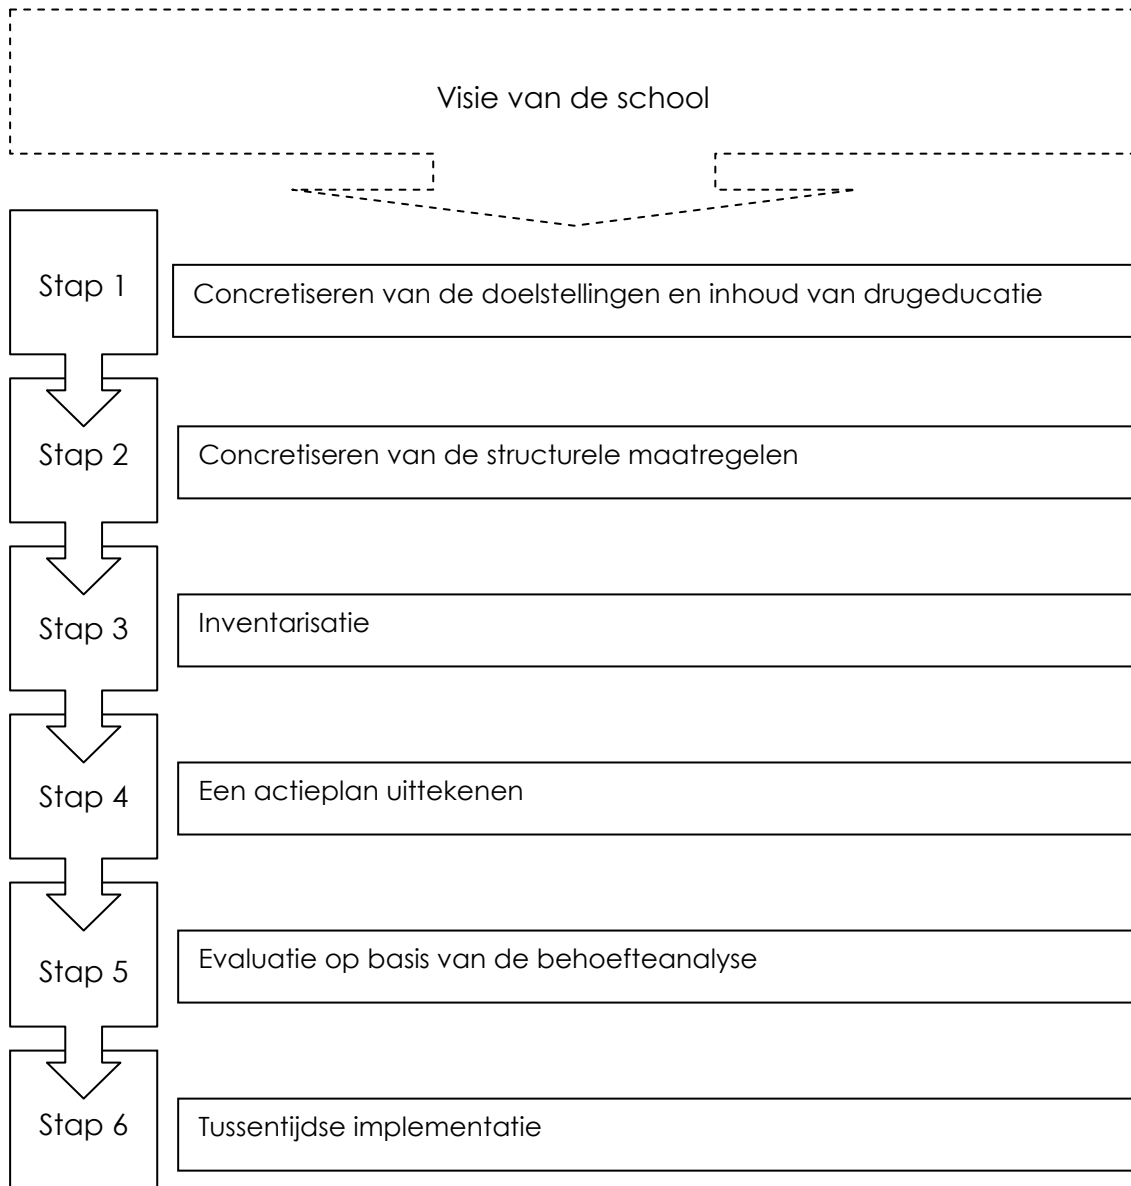 Visie van de school
Stap 1
Concretiseren van de doelstellingen en inhoud van drugeducatie
Stap 2
Concretiseren van de structurele maatregelen
Stap 3
Inventarisatie
Stap 4
Een actieplan uittekenen
Stap 5
Evaluatie op basis van de behoefteanalyse
Stap 6
Tussentijdse implementatie